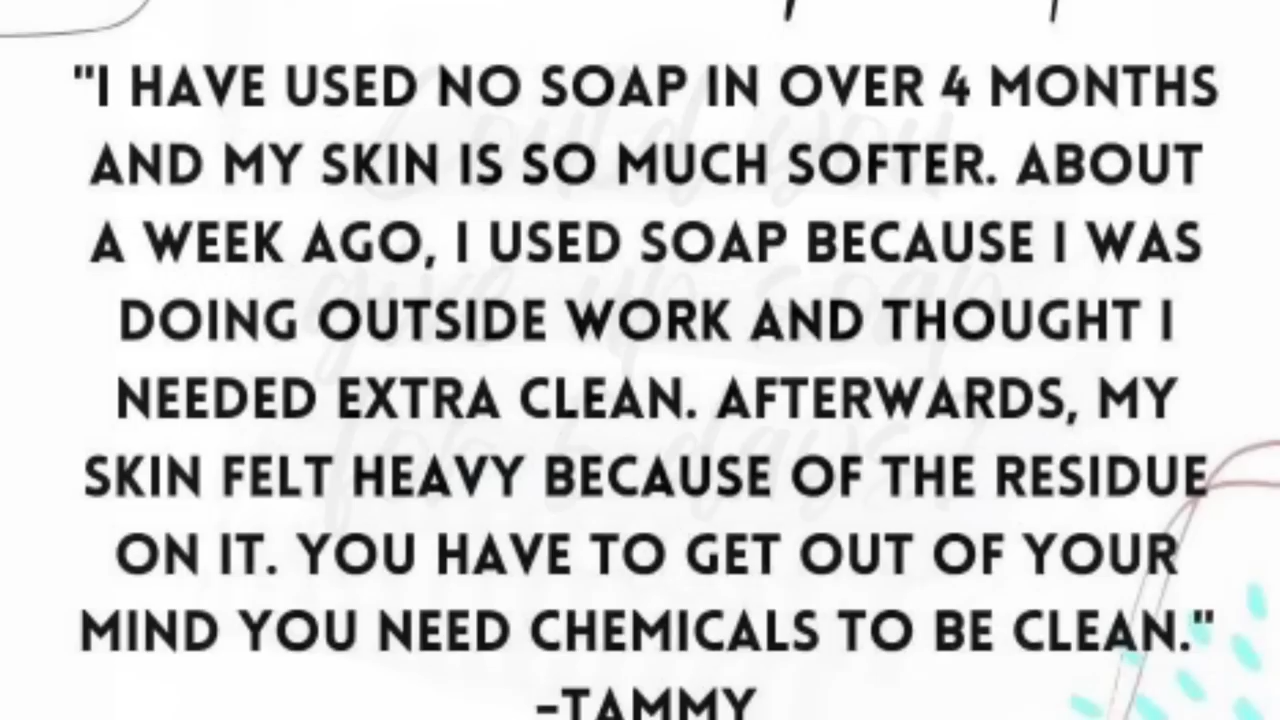 "I HAVE USED NO SOAP IN OVER 4 MONTHS
AND MY SKIN IS SO MUCH SOFTER. ABOUT
A WEEK AGO, I USED SOAP BECAUSE I WAS
DOING OUTSIDE WORK AND THOUGHT I
NEEDED EXTRA CLEAN. AFTERWARDS, MY
SKIN FELT HEAVY BECAUSE OF THE RESIDUE
ON IT. YOU HAVE TO GET OUT OF YOUR
MIND YOU NEED CHEMICALS TO BE CLEAN."
-TAMMY